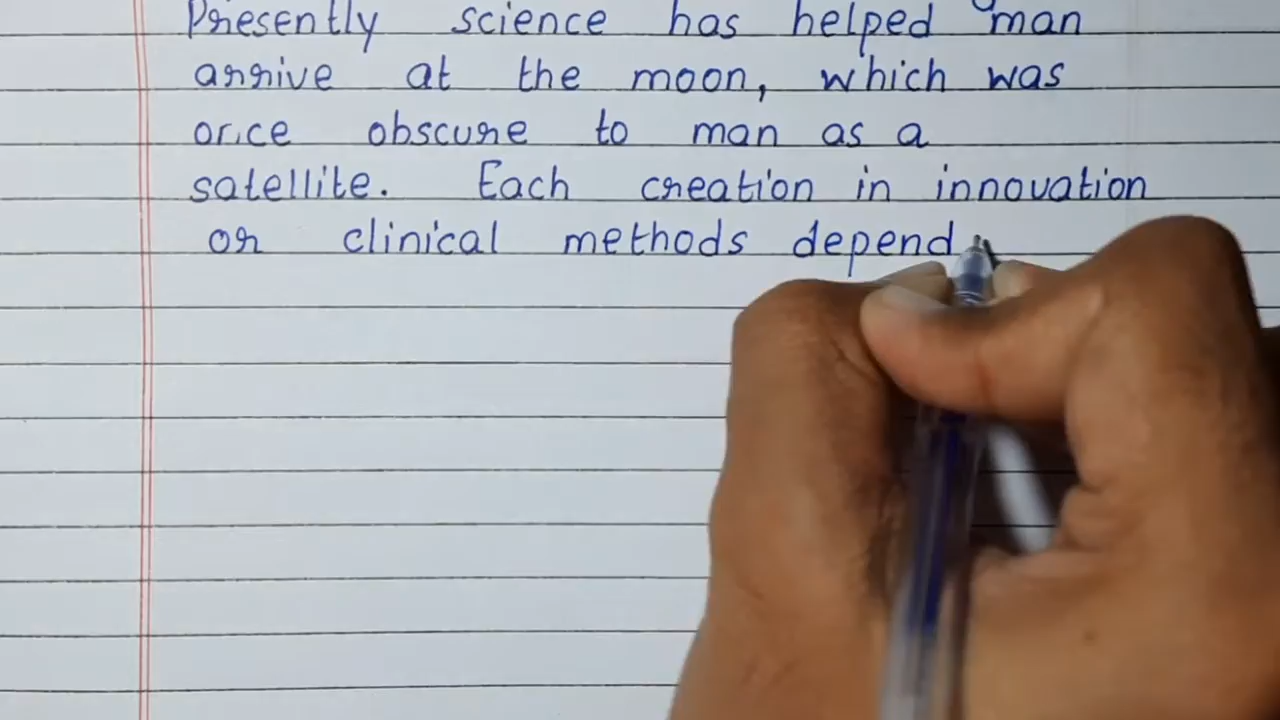 Presently science has helped man
arrive at the moon, which was
once obscure to man as a
satellite. Each creation in innovation
or clinical methods depend